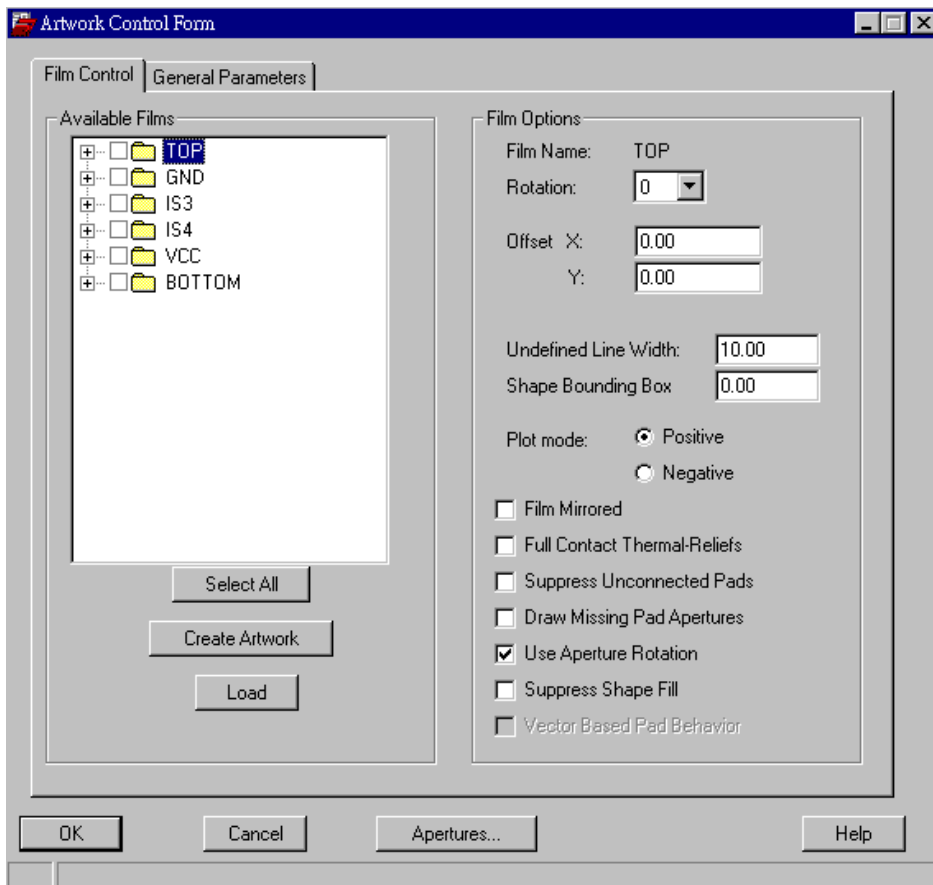 Artwork Control Form
Film Control
General Parameters
Available Films
TOP
GND
IS3
IS4
VCC
BOTTOM
Select All
Create Artwork
Load
Film Options
Film Name: TOP
Rotation: 0
Offset X: 0.00
Y: 0.00
Undefined Line Width: 10.00
Shape Bounding Box 0.00
Plot mode: Positive
Negative
Film Mirrored
Full Contact Thermal-Reliefs
Suppress Unconnected Pads
Draw Missing Pad Apertures
Use Aperture Rotation
Suppress Shape Fill
Vector Based Pad Behavior
OK
Cancel
Apertures...
Help